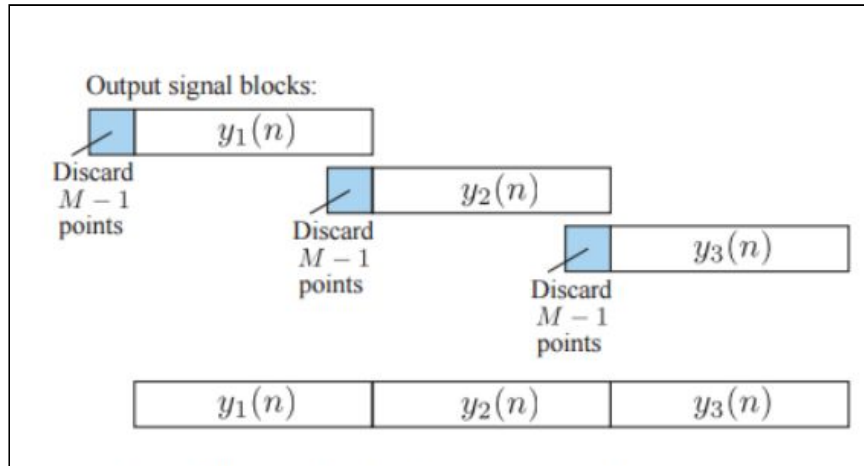 Output signal blocks:
y₁(n)
Discard
M − 1
points
y₂(n)
Discard
M − 1
points
y₃(n)
Discard
M − 1
points
y₁(n) y₂(n) y₃(n)